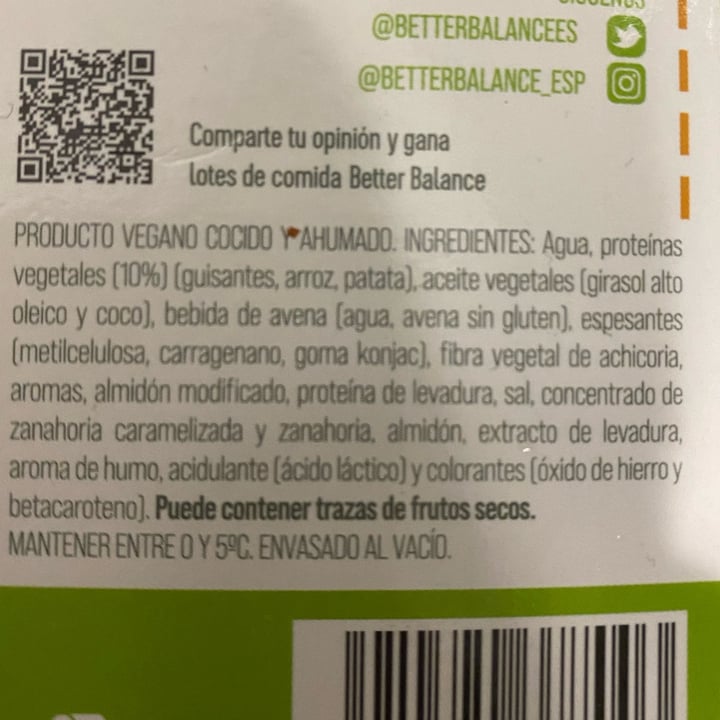 @BETTERBALANCEES
@BETTERBALANCE_ESP
Comparte tu opinión y gana
lotes de comida Better Balance
PRODUCTO VEGANO COCIDO Y AHUMADO. INGREDIENTES: Agua, proteínas
vegetales (10%) (guisantes, arroz, patata), aceite vegetales (girasol alto
oleico y coco), bebida de avena (agua, avena sin gluten), espesantes
(metilcelulosa, carragenano, goma konjac), fibra vegetal de achicoria,
aromas, almidón modificado, proteína de levadura, sal, concentrado de
zanahoria caramelizada y zanahoria, almidón, extracto de levadura,
aroma de humo, acidulante (ácido láctico) y colorantes (óxido de hierro y
betacaroteno). Puede contener trazas de frutos secos.
MANTENER ENTRE 0 Y 5ºC. ENVASADO AL VACÍO.